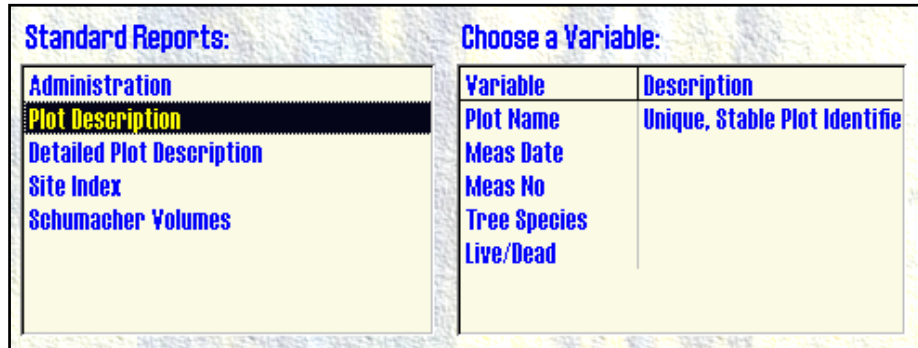 Standard Reports:
Administration
Plot Description
Detailed Plot Description
Site Index
Schumacher Volumes
Choose a Variable:
Variable Description
Plot Name Unique, Stable Plot Identifie
Meas Date
Meas No
Tree Species
Live/Dead